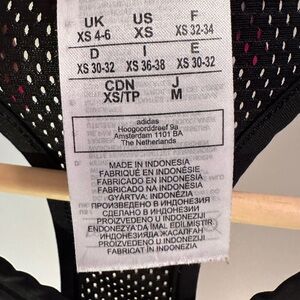 UK US F
XS 4-6 XS XS 32-34
D I E
XS 30-32 XS 36-38 XS 30-32
CDN J
XS/TP M
adidas
Hoogoorddreef 9a
Amsterdam 1101 BA
The Netherlands
MADE IN INDONESIA
FABRIQUÉ EN INDONÉSIE
FABRICADO EN INDONESIA
FABRICADO NA INDONÉSIA
GYÁRTVA: INDONÉZIA
ПРОИЗВЕДЕНО В ИНДОНЕЗИЯ
СДЕЛАНО В ИНДОНЕЗИИ
PROIZVEDENO U INDONEZIJI
ENDONEZYA'DA İMAL EDİLMİŞTİR
ИНДОНЕЗИЯДА ЖАСАЛҒАН
PROIZVEDENO U INDONEZIJI
FABRICAT IN INDONEZIA